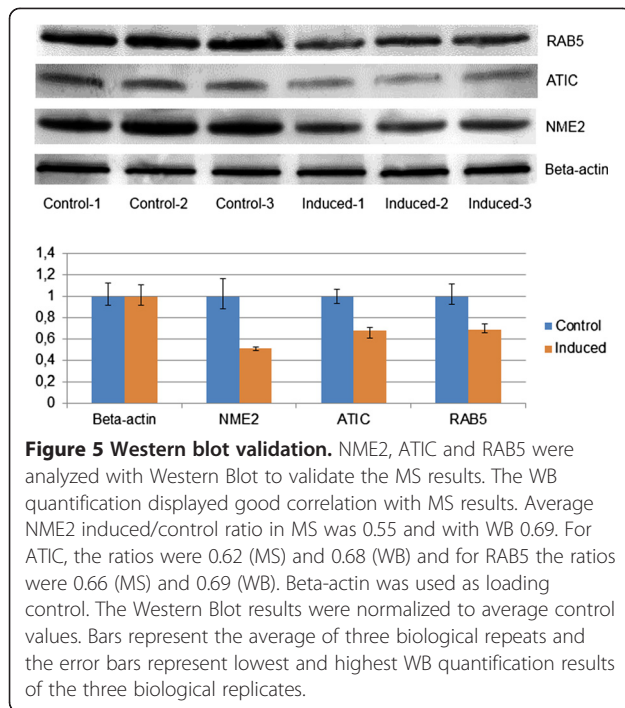 RAB5
ATIC
NME2
Beta-actin
Control-1 Control-2 Control-3 Induced-1 Induced-2 Induced-3
1,4
1,2
1
0,8
0,6
0,4
0,2
0
Control
Induced
Beta-actin NME2 ATIC RAB5
Figure 5 Western blot validation. NME2, ATIC and RAB5 were
analyzed with Western Blot to validate the MS results. The WB
quantification displayed good correlation with MS results. Average
NME2 induced/control ratio in MS was 0.55 and with WB 0.69. For
ATIC, the ratios were 0.62 (MS) and 0.68 (WB) and for RAB5 the ratios
were 0.66 (MS) and 0.69 (WB). Beta-actin was used as loading
control. The Western Blot results were normalized to average control
values. Bars represent the average of three biological repeats and
the error bars represent lowest and highest WB quantification results
of the three biological replicates.